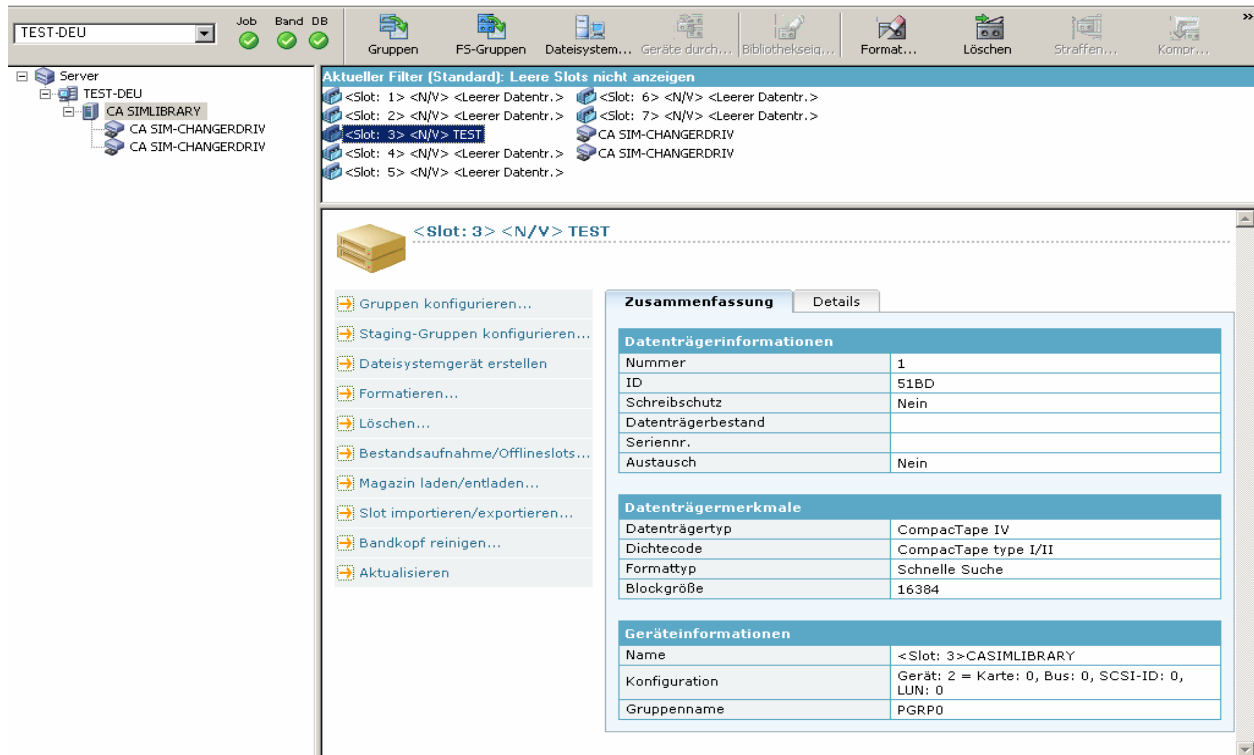 TEST-DEU
Job Band DB
Gruppen
FS-Gruppen
Dateisystem...
Geräte durch...
Bibliothekseig...
Format...
Löschen
Straffen...
Kompr...
»
Server
TEST-DEU
CA SIMLIBRARY
CA SIM-CHANGERDRIV
CA SIM-CHANGERDRIV
Aktueller Filter (Standard): Leere Slots nicht anzeigen
<Slot: 1> <N/V> <Leerer Datentr.>
<Slot: 2> <N/V> <Leerer Datentr.>
<Slot: 3> <N/V> TEST
<Slot: 4> <N/V> <Leerer Datentr.>
<Slot: 5> <N/V> <Leerer Datentr.>
<Slot: 6> <N/V> <Leerer Datentr.>
<Slot: 7> <N/V> <Leerer Datentr.>
CA SIM-CHANGERDRIV
CA SIM-CHANGERDRIV
<Slot: 3> <N/V> TEST
Gruppen konfigurieren...
Staging-Gruppen konfigurieren...
Dateisystemgerät erstellen
Formatieren...
Löschen...
Bestandsaufnahme/Offlineslots...
Magazin laden/entladen...
Slot importieren/exportieren...
Bandkopf reinigen...
Aktualisieren
Zusammenfassung
Details
Datenträgerinformationen
Nummer 1
ID 51BD
Schreibschutz Nein
Datenträgerbestand
Seriennr.
Austausch Nein
Datenträgermerkmale
Datenträgertyp CompacTape IV
Dichtecode CompacTape type I/II
Formattyp Schnelle Suche
Blockgröße 16384
Geräteinformationen
Name <Slot: 3>CASIMLIBRARY
Konfiguration Gerät: 2 = Karte: 0, Bus: 0, SCSI-ID: 0,
LUN: 0
Gruppenname PGRP0